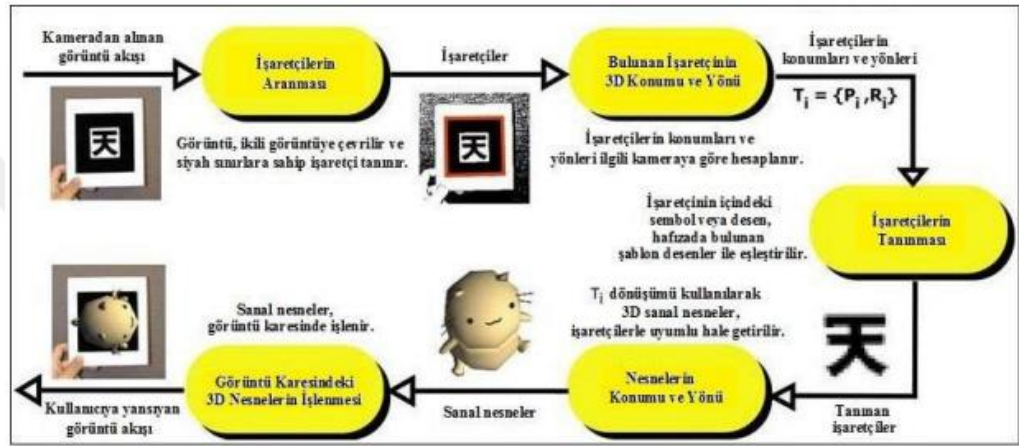 Kameradan alınan
görüntü akışı
İşaretçilerin
Aranması
Görüntü, ikili görüntüye çevrilir ve
siyah sınırlara sahip işaretçi tanınır.
İşaretçiler
Bulunan İşaretçinin
3D Konumu ve Yönü
İşaretçilerin konumları ve
yönleri ilgili kameraya göre hesaplanır.
İşaretçilerin
konumları ve yönleri
Tᵢ = {Pᵢ ,Rᵢ}
天
天
İşaretçilerin
Tanınması
İşaretçinin içindeki
sembol veya desen,
hafızada bulunan
şablon desenler ile eşleştirilir.
天
Tanınan
işaretçiler
Nesnelerin
Konumu ve Yönü
Tᵢ dönüşümü kullanılarak
3D sanal nesneler,
işaretçilerle uyumlu hale getirilir.
Sanal nesneler
Görüntü Karesindeki
3D Nesnelerin İşlenmesi
Sanal nesneler,
görüntü karesinde işlenir.
Kullanıcıya yansıyan
görüntü akışı